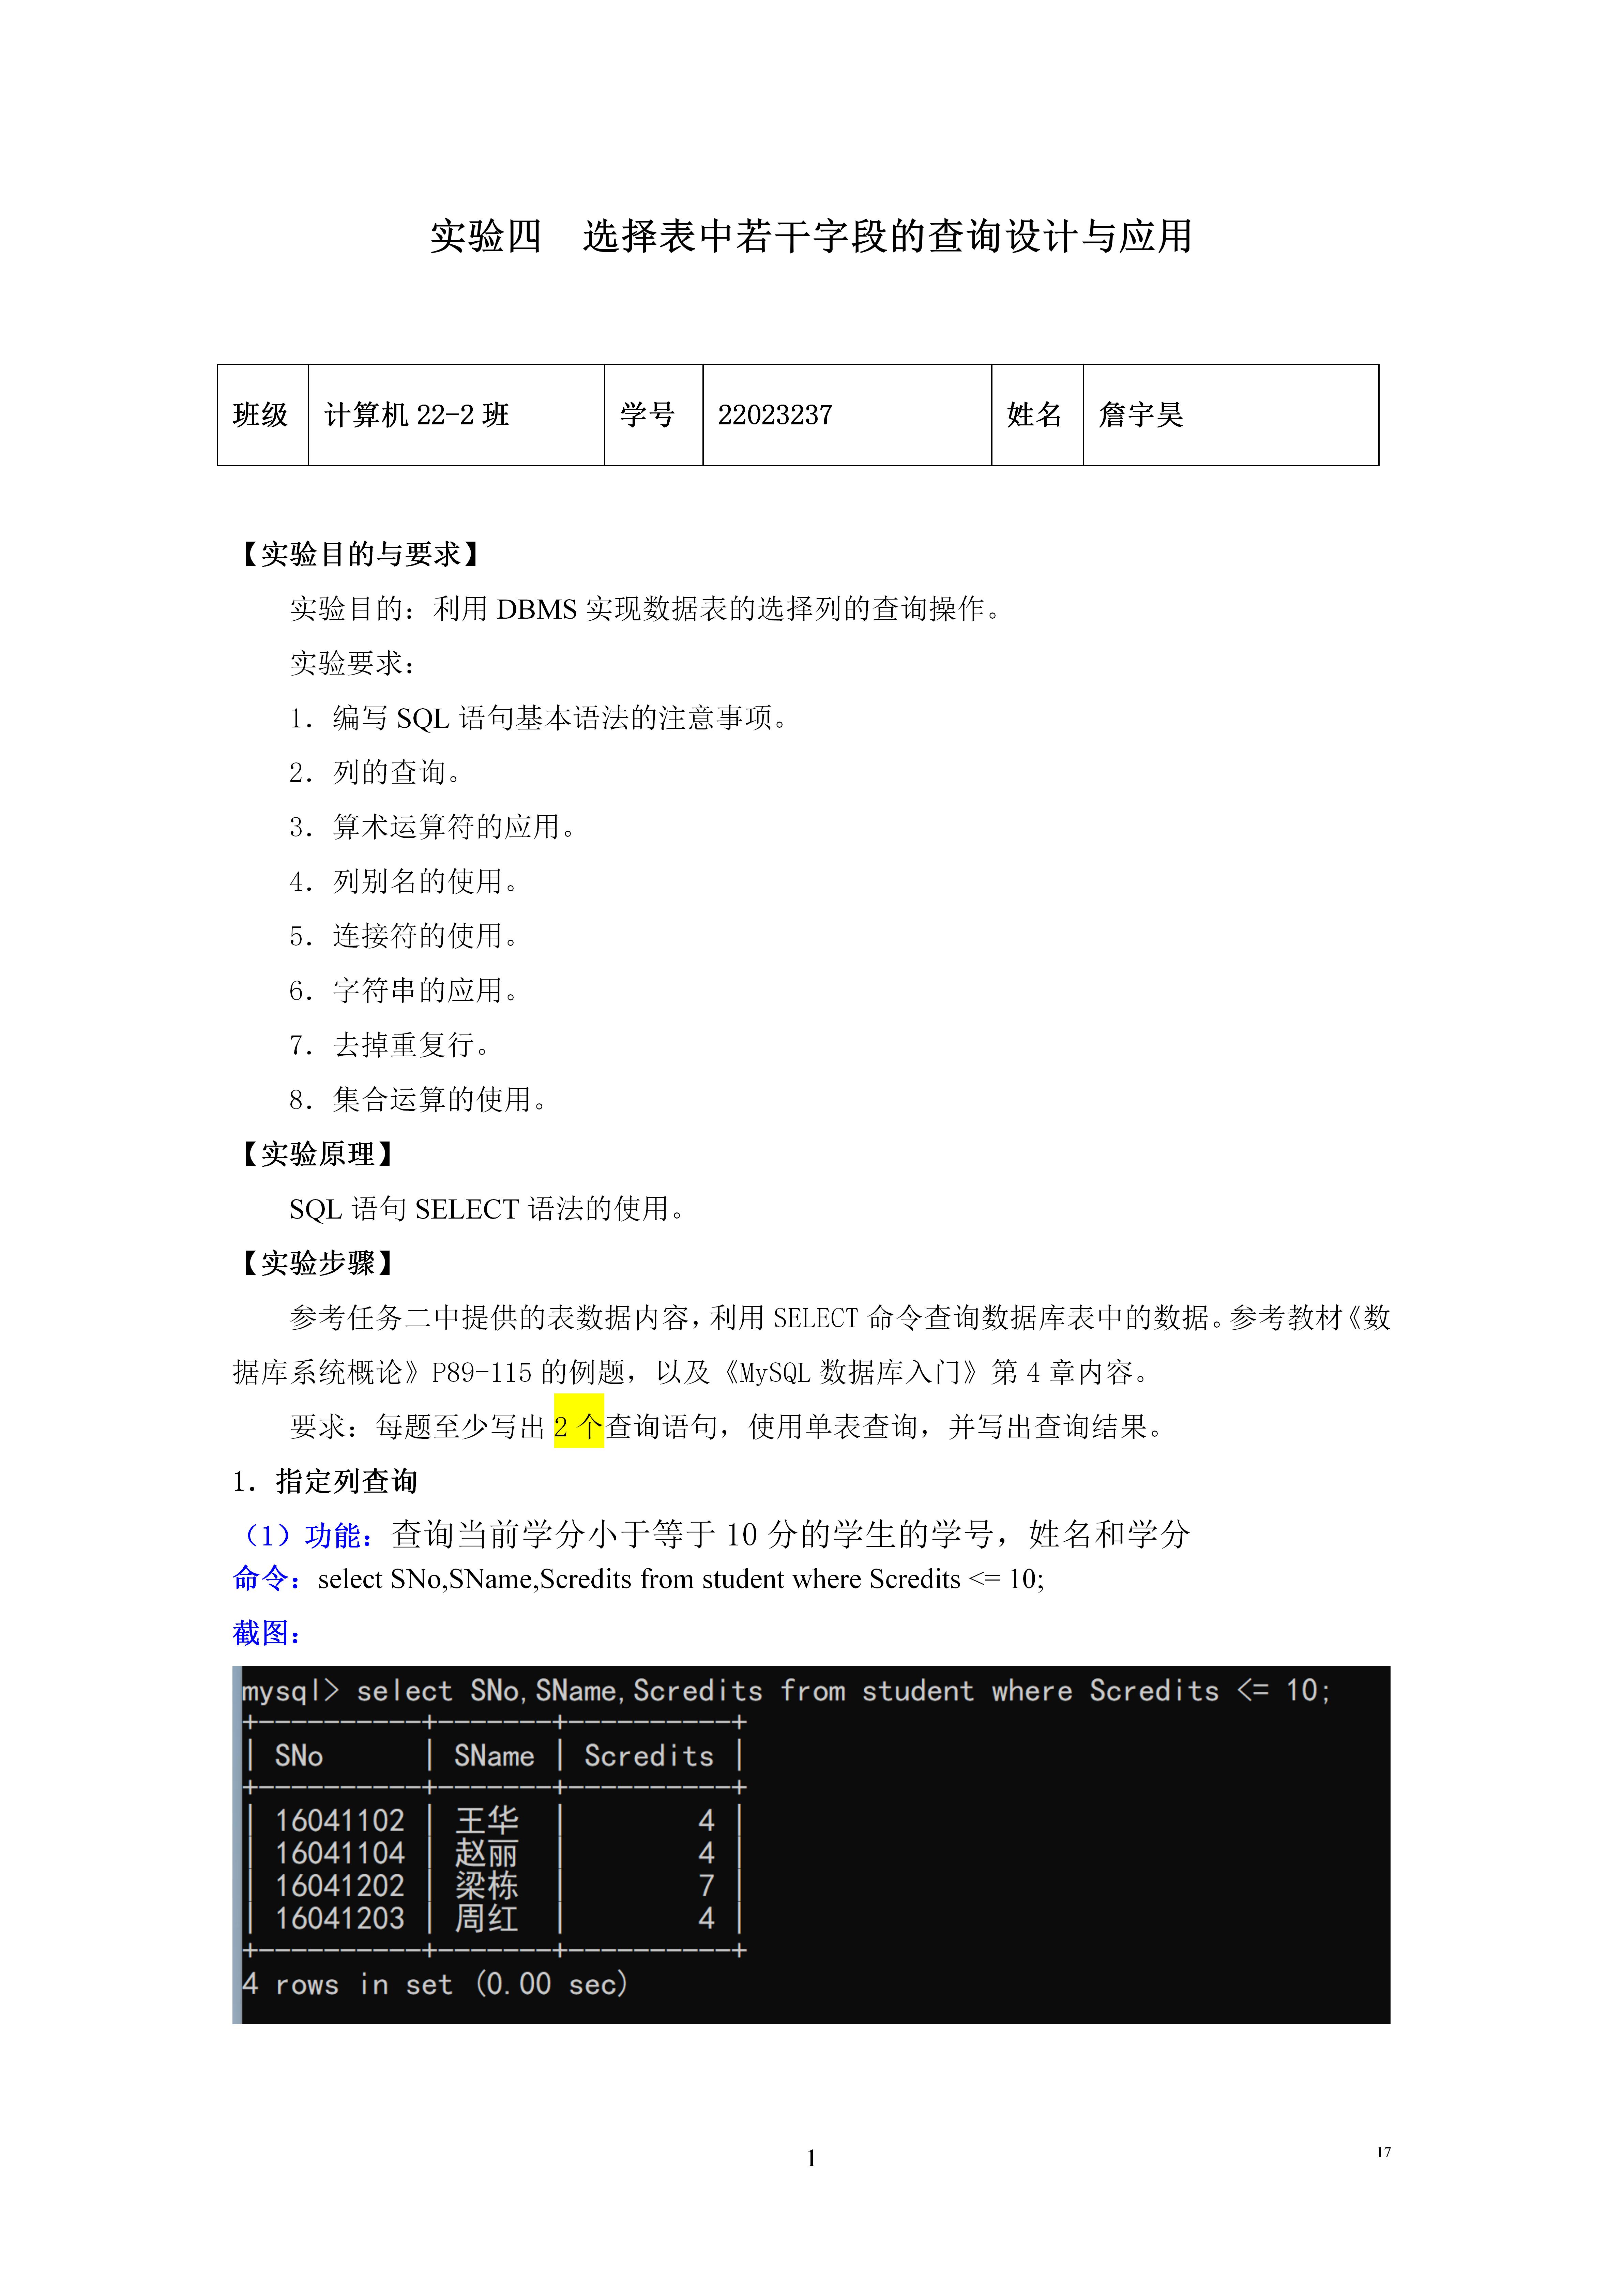 实验四 选择表中若干字段的查询设计与应用
班级 计算机 22-2 班 学号 22023237 姓名 詹宇昊
【实验目的与要求】
实验目的：利用 DBMS 实现数据表的选择列的查询操作。
实验要求：
1．编写 SQL 语句基本语法的注意事项。
2．列的查询。
3．算术运算符的应用。
4．列别名的使用。
5．连接符的使用。
6．字符串的应用。
7．去掉重复行。
8．集合运算的使用。
【实验原理】
SQL 语句 SELECT 语法的使用。
【实验步骤】
参考任务二中提供的表数据内容，利用 SELECT 命令查询数据库表中的数据。参考教材《数
据库系统概论》P89-115 的例题，以及《MySQL 数据库入门》第 4 章内容。
要求：每题至少写出 2 个查询语句，使用单表查询，并写出查询结果。
1．指定列查询
（1）功能：查询当前学分小于等于 10 分的学生的学号，姓名和学分
命令：select SNo,SName,Scredits from student where Scredits <= 10;
截图：
mysql> select SNo,SName,Scredits from student where Scredits <= 10;
+----------+-------+----------+
| SNo      | SName | Scredits |
+----------+-------+----------+
| 16041102 | 王华  |        4 |
| 16041104 | 赵丽  |        4 |
| 16041202 | 梁栋  |        7 |
| 16041203 | 周红  |        4 |
+----------+-------+----------+
4 rows in set (0.00 sec)
1 17